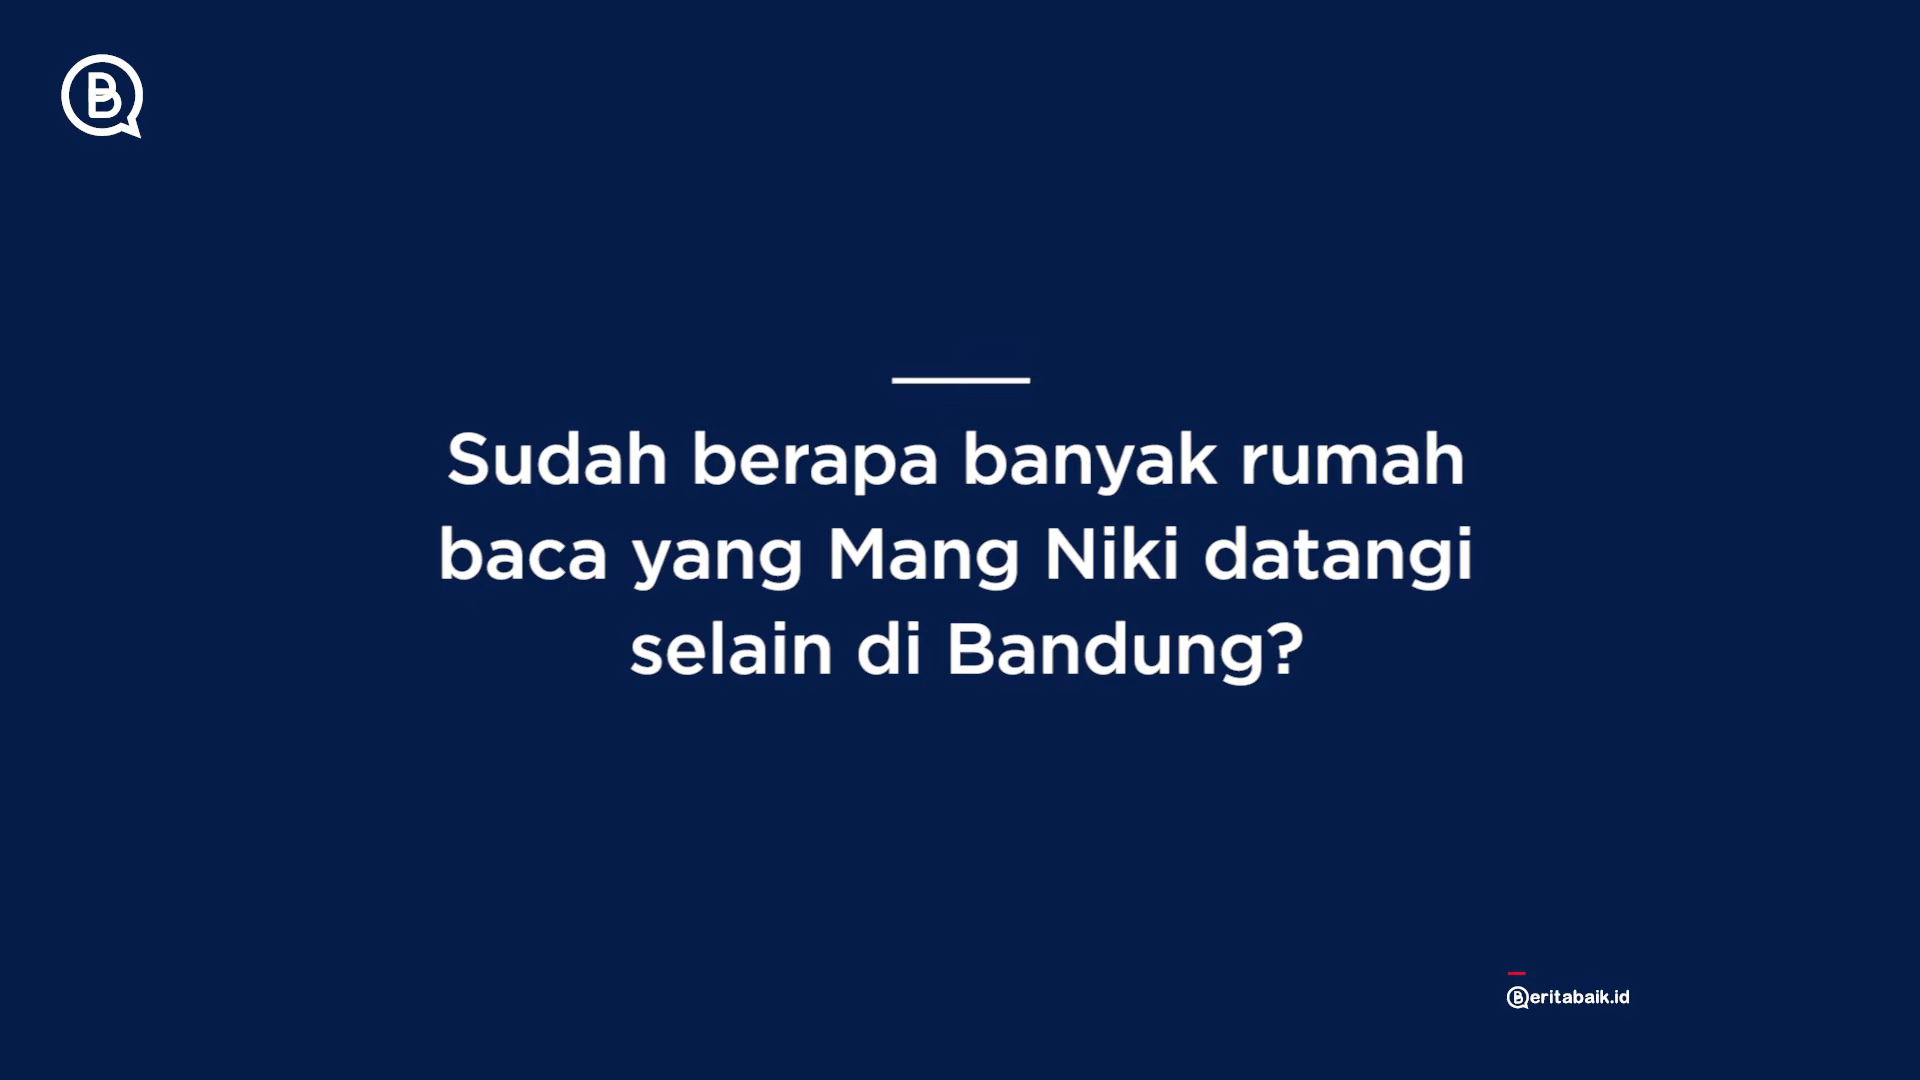 Sudah berapa banyak rumah
baca yang Mang Niki datangi
selain di Bandung?
Beritabaik.id